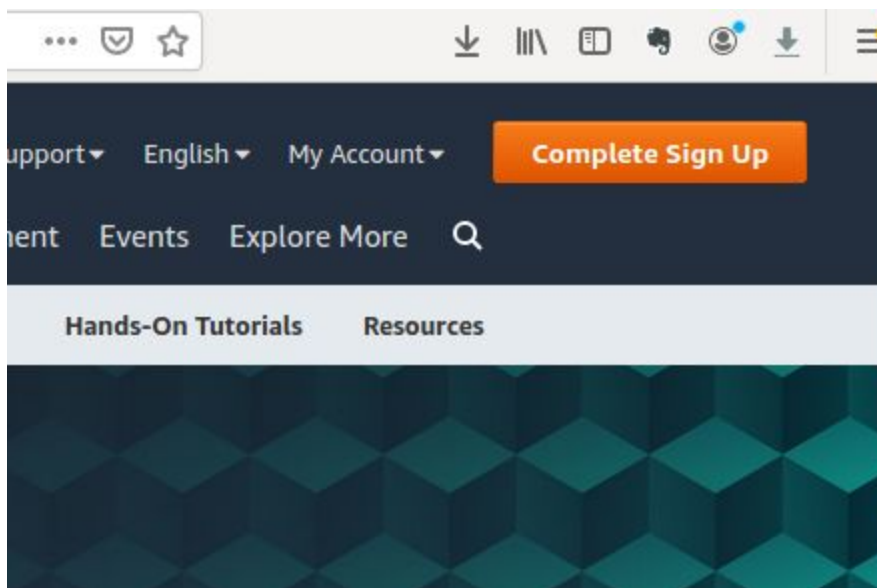 upport English My Account Complete Sign Up
nent Events Explore More
Hands-On Tutorials Resources